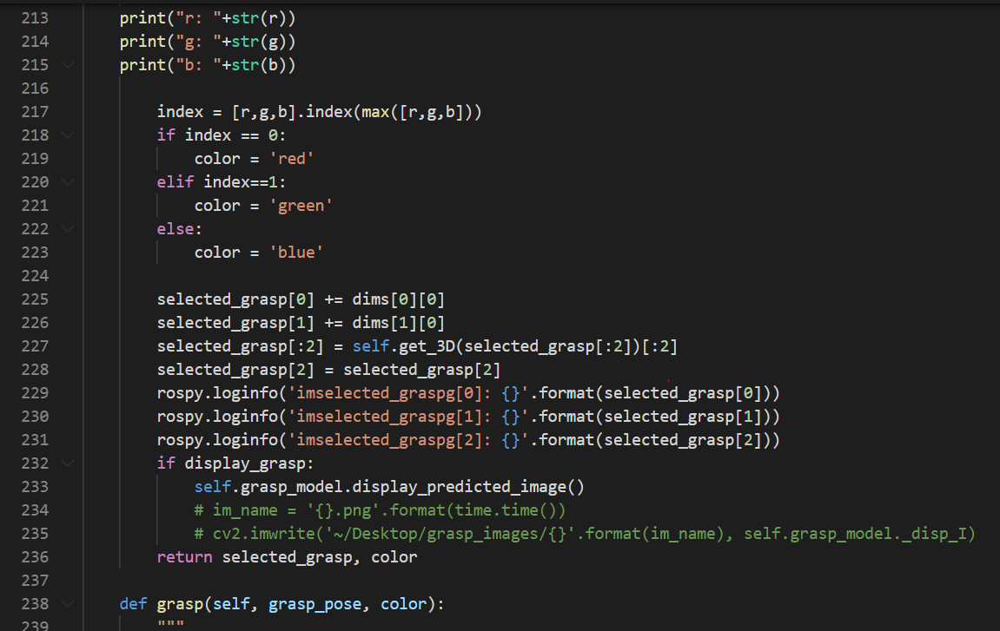 213 print("r: "+str(r))
214 print("g: "+str(g))
215 print("b: "+str(b))
216
217 index = [r,g,b].index(max([r,g,b]))
218 if index == 0:
219 color = 'red'
220 elif index==1:
221 color = 'green'
222 else:
223 color = 'blue'
224
225 selected_grasp[0] += dims[0][0]
226 selected_grasp[1] += dims[1][0]
227 selected_grasp[:2] = self.get_3D(selected_grasp[:2])[:2]
228 selected_grasp[2] = selected_grasp[2]
229 rospy.loginfo('imselected_graspg[0]: {}'.format(selected_grasp[0]))
230 rospy.loginfo('imselected_graspg[1]: {}'.format(selected_grasp[1]))
231 rospy.loginfo('imselected_graspg[2]: {}'.format(selected_grasp[2]))
232 if display_grasp:
233 self.grasp_model.display_predicted_image()
234 # im_name = '{}.png'.format(time.time())
235 # cv2.imwrite('~/Desktop/grasp_images/{}'.format(im_name), self.grasp_model._disp_I)
236 return selected_grasp, color
237
238 def grasp(self, grasp_pose, color):
239 """